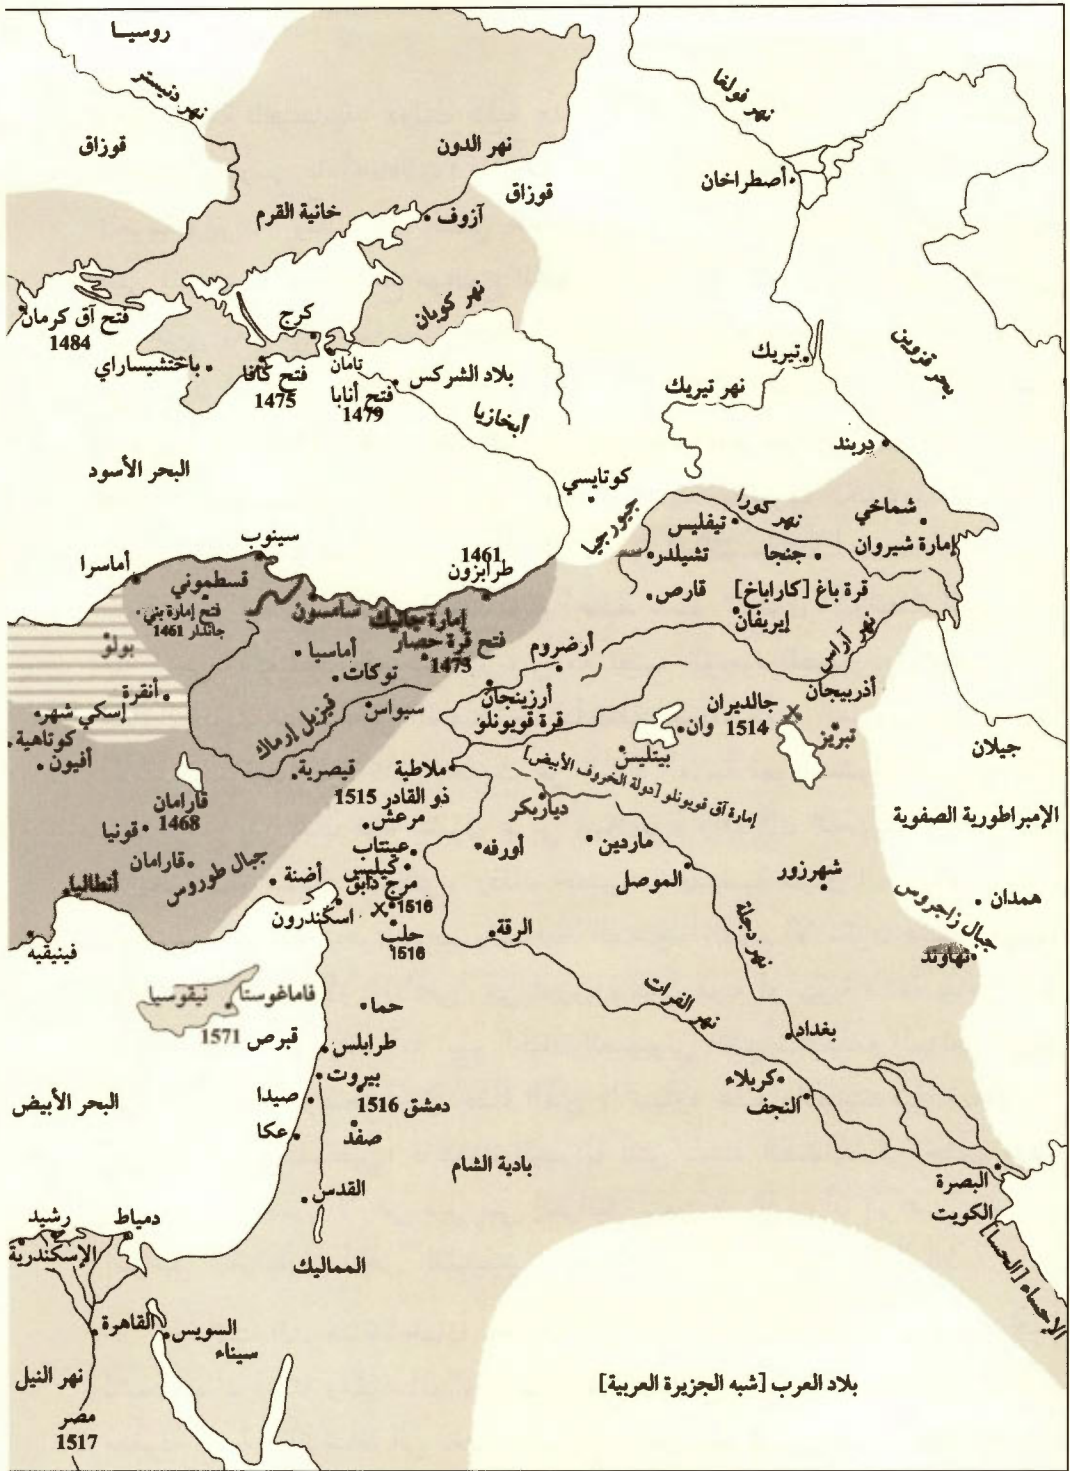 روسيا
نهر دنيستر
نهر فولغا
قوزاق
نهر الدون
أصطراخان
قوزاق
خانية القرم
آزوف
نهر كوبان
فتح آق كرمان
1484
كرج
بحر قزوين
باختشيساراي
فتح كافا
1475
تامان
فتح أنابا
1479
بلاد الشركس
أبخازيا
تيريك
نهر تيريك
دربند
البحر الأسود
كوتايسي
جيورجيا
نهر كورا
شماخي
تيفليس
إمارة شيروان
سينوب
أماسرا
1461
طرابزون
تشيلدر
جنجا
قسطموني
فتح إمارة بني
جاندار 1461
سامسون
إمارة جانيك
قارص
قرة باغ [كاراباخ]
إيريفان
نهر آراس
بولو
أماسيا
فتح قرة حصار
1473
أرضروم
توكات
أنقرة
إسكي شهر
كوتاهية
أفيون
قيزيل إرماك
سيواس
أرزينجان
قرة قويونلو
جالديران
1514
وان
أذربيجان
تبريز
جيلان
بيتليس
قيصرية
ملاطية
إمارة آق قويونلو [دولة الخروف الأبيض]
قارامان
1468
ذو القادر 1515
دياربكر
الإمبراطورية الصفوية
قونيا
مرعش
عينتاب
أورفه
ماردين
قارامان
جبال طوروس
كيليس
الموصل
شهرزور
أنطاليا
أضنة
مرج دابق
1516
همدان
جبال زاجروس
اسكندرون
حلب
1516
الرقة
نهر دجلة
نهاوند
فينيقيه
نيقوسيا
فاماغوستا
قبرص 1571
حما
نهر الفرات
طرابلس
بغداد
بيروت
كربلاء
البحر الأبيض
صيدا
دمشق 1516
النجف
عكا
صفد
بادية الشام
القدس
البصرة
الكويت
الإحساء [الحسا]
رشيد
دمياط
الإسكندرية
المماليك
القاهرة
السويس
سيناء
نهر النيل
بلاد العرب [شبه الجزيرة العربية]
مصر
1517